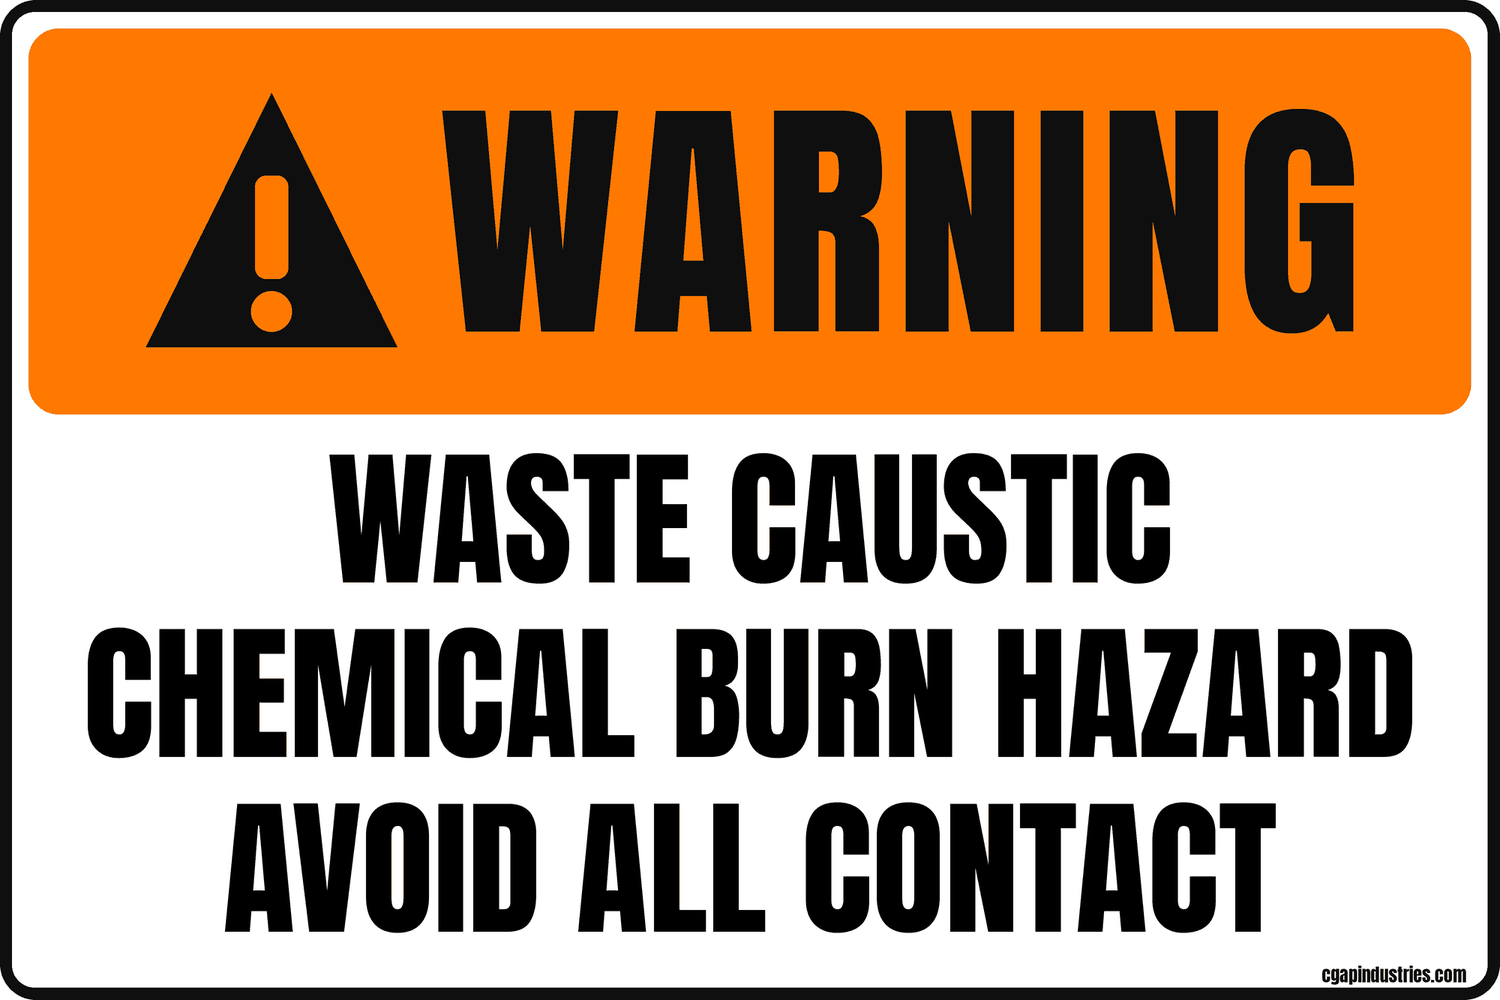 WARNING
WASTE CAUSTIC
CHEMICAL BURN HAZARD
AVOID ALL CONTACT
cgapindustries.com